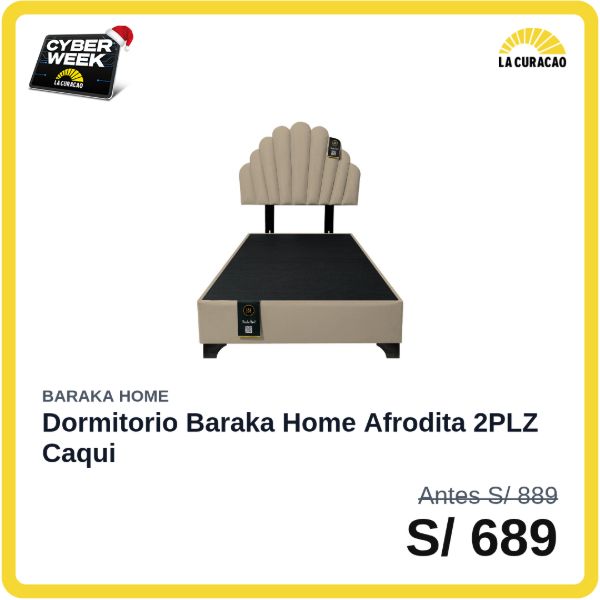 CYBER
WEEK
LA CURACAO
LA CURACAO
BARAKA HOME
Dormitorio Baraka Home Afrodita 2PLZ
Caqui
Antes S/ 889
S/ 689